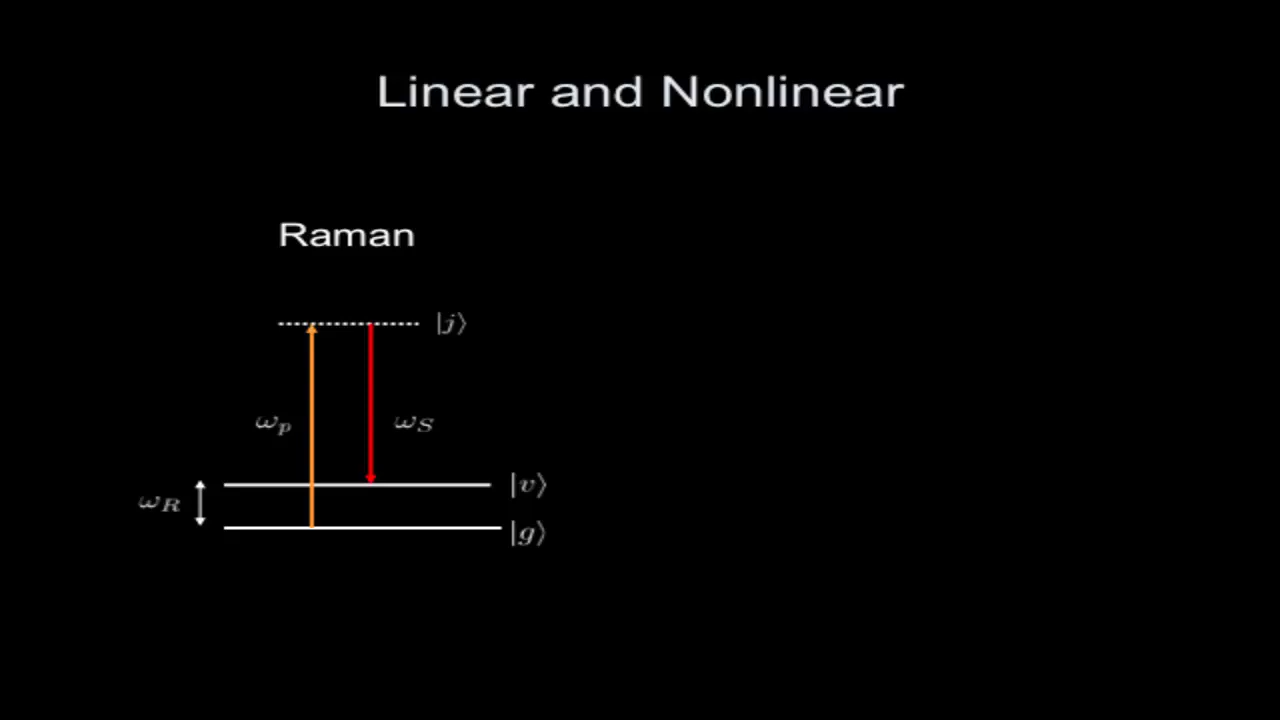 Linear and Nonlinear
Raman
|j⟩
ω_p
ω_S
|v⟩
ω_R
|g⟩